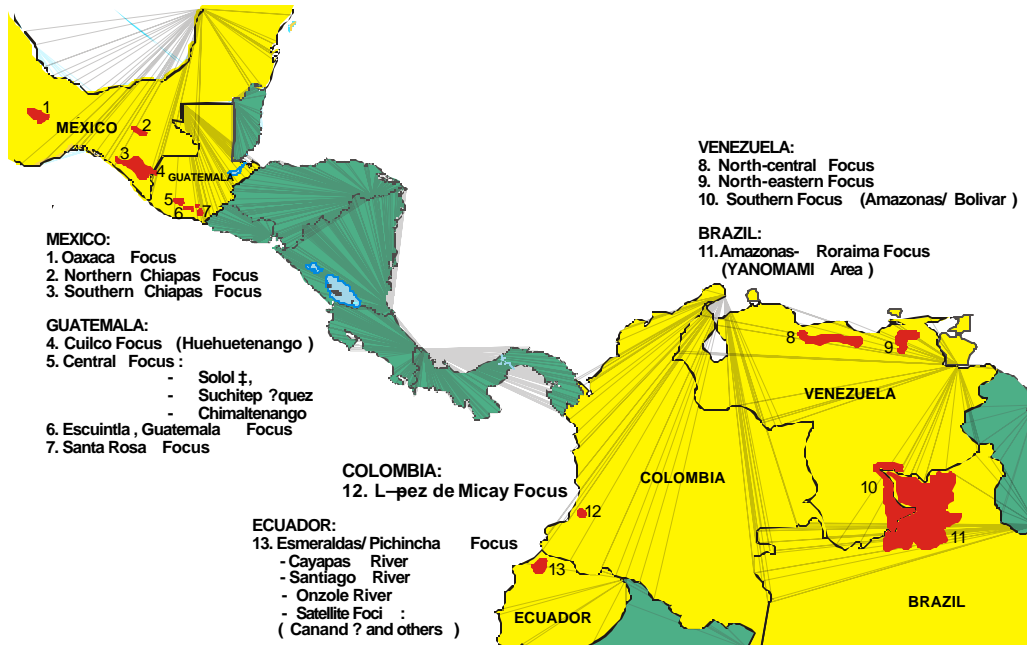 1
MEXICO
2
3
4
GUATEMALA
5
6
7
MEXICO:
1. Oaxaca Focus
2. Northern Chiapas Focus
3. Southern Chiapas Focus
GUATEMALA:
4. Cuilco Focus (Huehuetenango )
5. Central Focus :
- Solol ‡,
- Suchitep ?quez
- Chimaltenango
6. Escuintla , Guatemala Focus
7. Santa Rosa Focus
VENEZUELA:
8. North-central Focus
9. North-eastern Focus
10. Southern Focus (Amazonas/ Bolivar )
BRAZIL:
11. Amazonas- Roraima Focus
(YANOMAMI Area )
COLOMBIA:
12. L—pez de Micay Focus
ECUADOR:
13. Esmeraldas/ Pichincha Focus
- Cayapas River
- Santiago River
- Onzole River
- Satellite Foci :
( Canand ? and others )
8
9
VENEZUELA
COLOMBIA
10
12
11
13
ECUADOR
BRAZIL